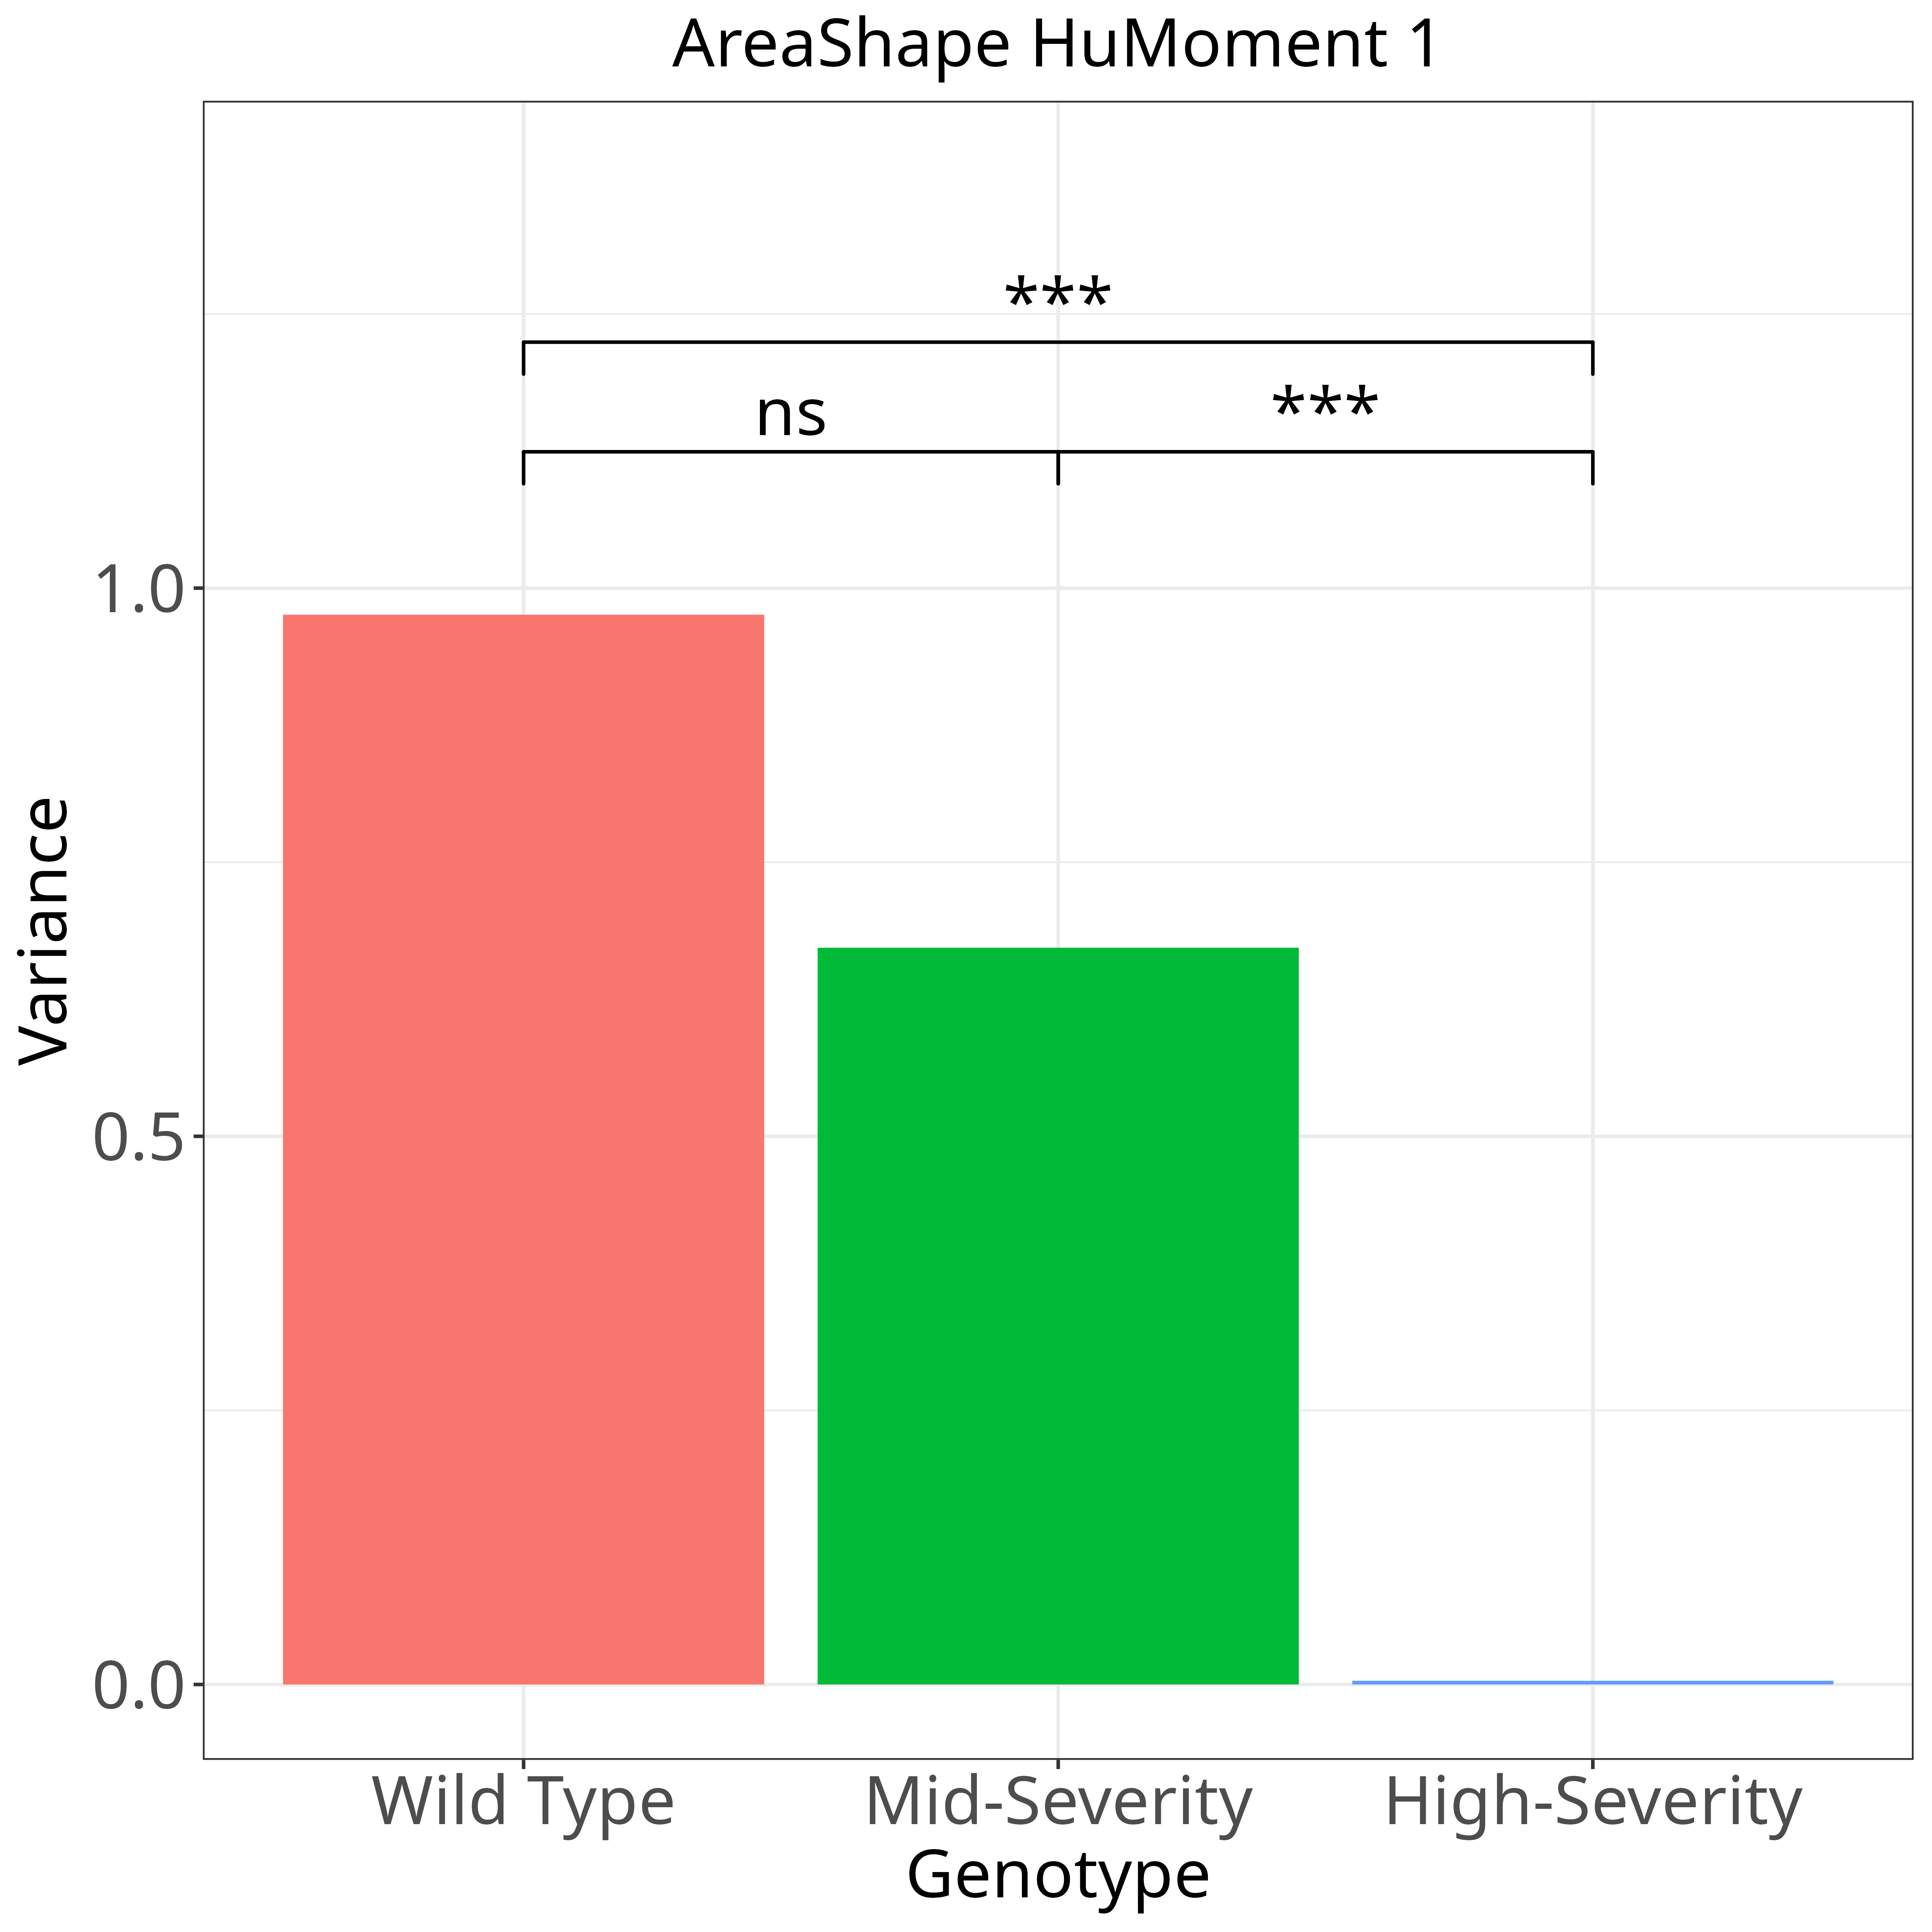 AreaShape HuMoment 1
***
ns
***
Variance
1.0
0.5
0.0
Wild Type
Mid-Severity
High-Severity
Genotype